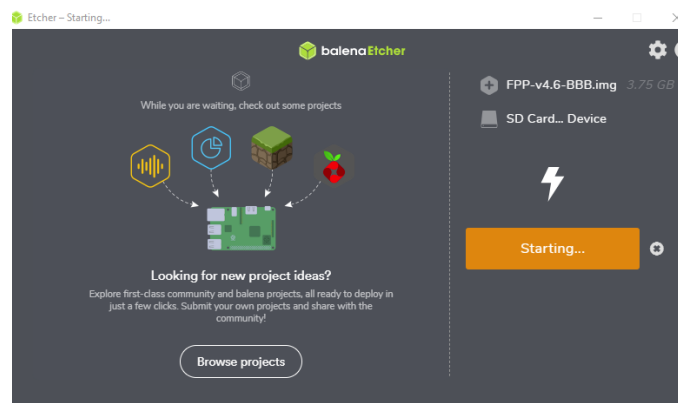 Etcher – Starting...
balenaEtcher
While you are waiting, check out some projects
FPP-v4.6-BBB.img 3.75 GB
SD Card... Device
Starting...
Looking for new project ideas?
Explore first-class community and balena projects, all ready to deploy in
just a few clicks. Submit your own projects and share with the
community!
Browse projects